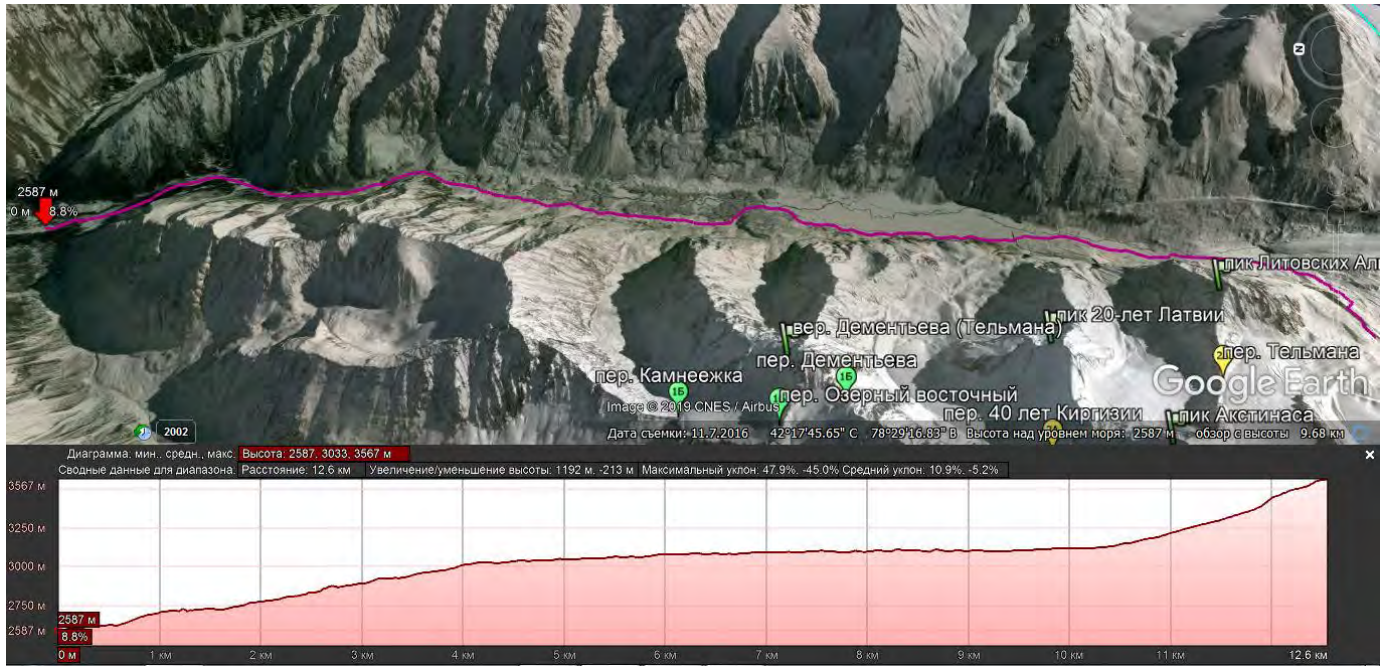 N
2587 м
0 м 8.8%
пик Литовских Аль
пик 20-лет Латвии
вер. Дементьева (Тельмана)
пер. Тельмана
пер. Дементьева
пер. Камнеежка
1Б
1Б
пер. Озерный восточный
Google Earth
Image © 2019 CNES / Airbus
пер. 40 лет Киргизии
пик Акстинаса
2002
Дата съемки: 11.7.2016 42°17'45.65" С 78°29'16.83" В Высота над уровнем моря: 2587 м обзор с высоты 9.68 км
Диаграмма. мин., средн., макс. Высота: 2587, 3033, 3567 м
Сводные данные для диапазона: Расстояние: 12.6 км Увеличение/уменьшение высоты: 1192 м, -213 м Максимальный уклон: 47.9%, -45.0% Средний уклон: 10.9%, -5.2%
3567 м
3250 м
3000 м
2750 м
2587 м
2587 м
8.8%
0 м 1 км 2 км 3 км 4 км 5 км 6 км 7 км 8 км 9 км 10 км 11 км 12.6 км